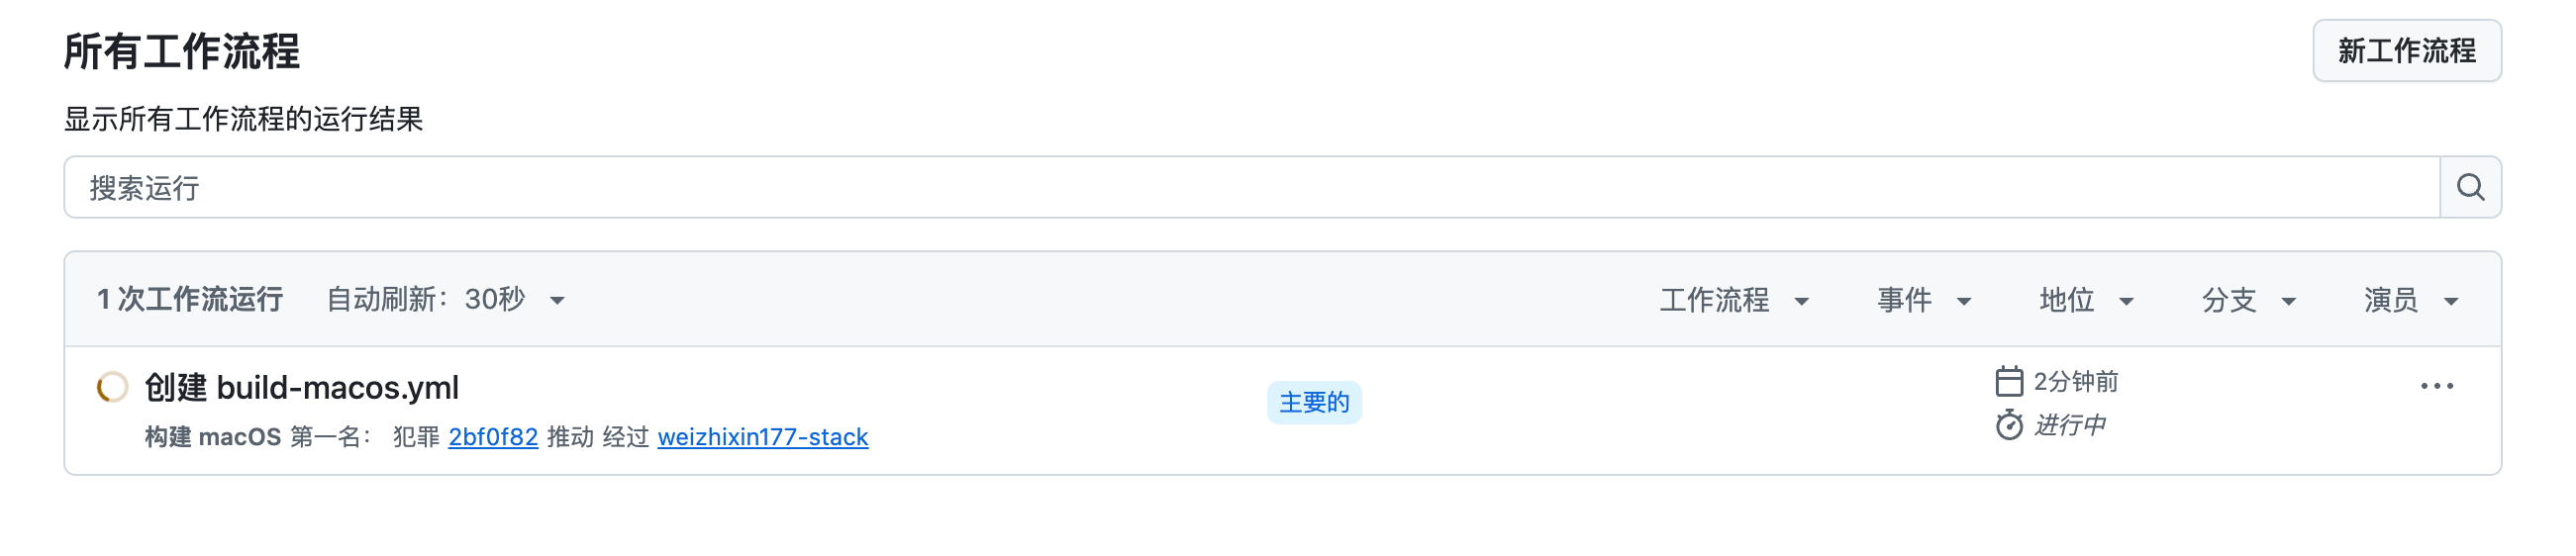 所有工作流程
新工作流程
显示所有工作流程的运行结果
搜索运行
1 次工作流运行 自动刷新：30秒 工作流程 事件 地位 分支 演员
创建 build-macos.yml
主要的
2分钟前
构建 macOS 第一名： 犯罪 2bf0f82 推动 经过 weizhixin177-stack
进行中